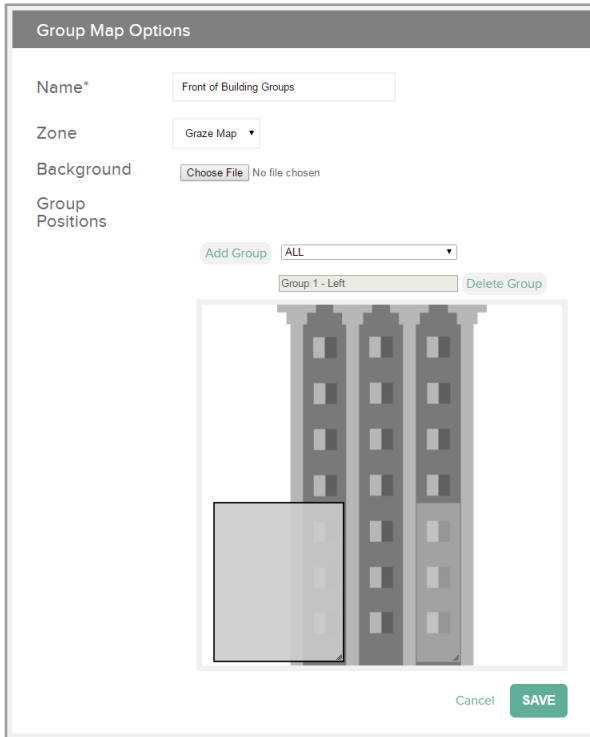 Group Map Options
Name*
Front of Building Groups
Zone
Graze Map
Background
Choose File No file chosen
Group
Positions
Add Group
ALL
Group 1 - Left
Delete Group
Cancel
SAVE